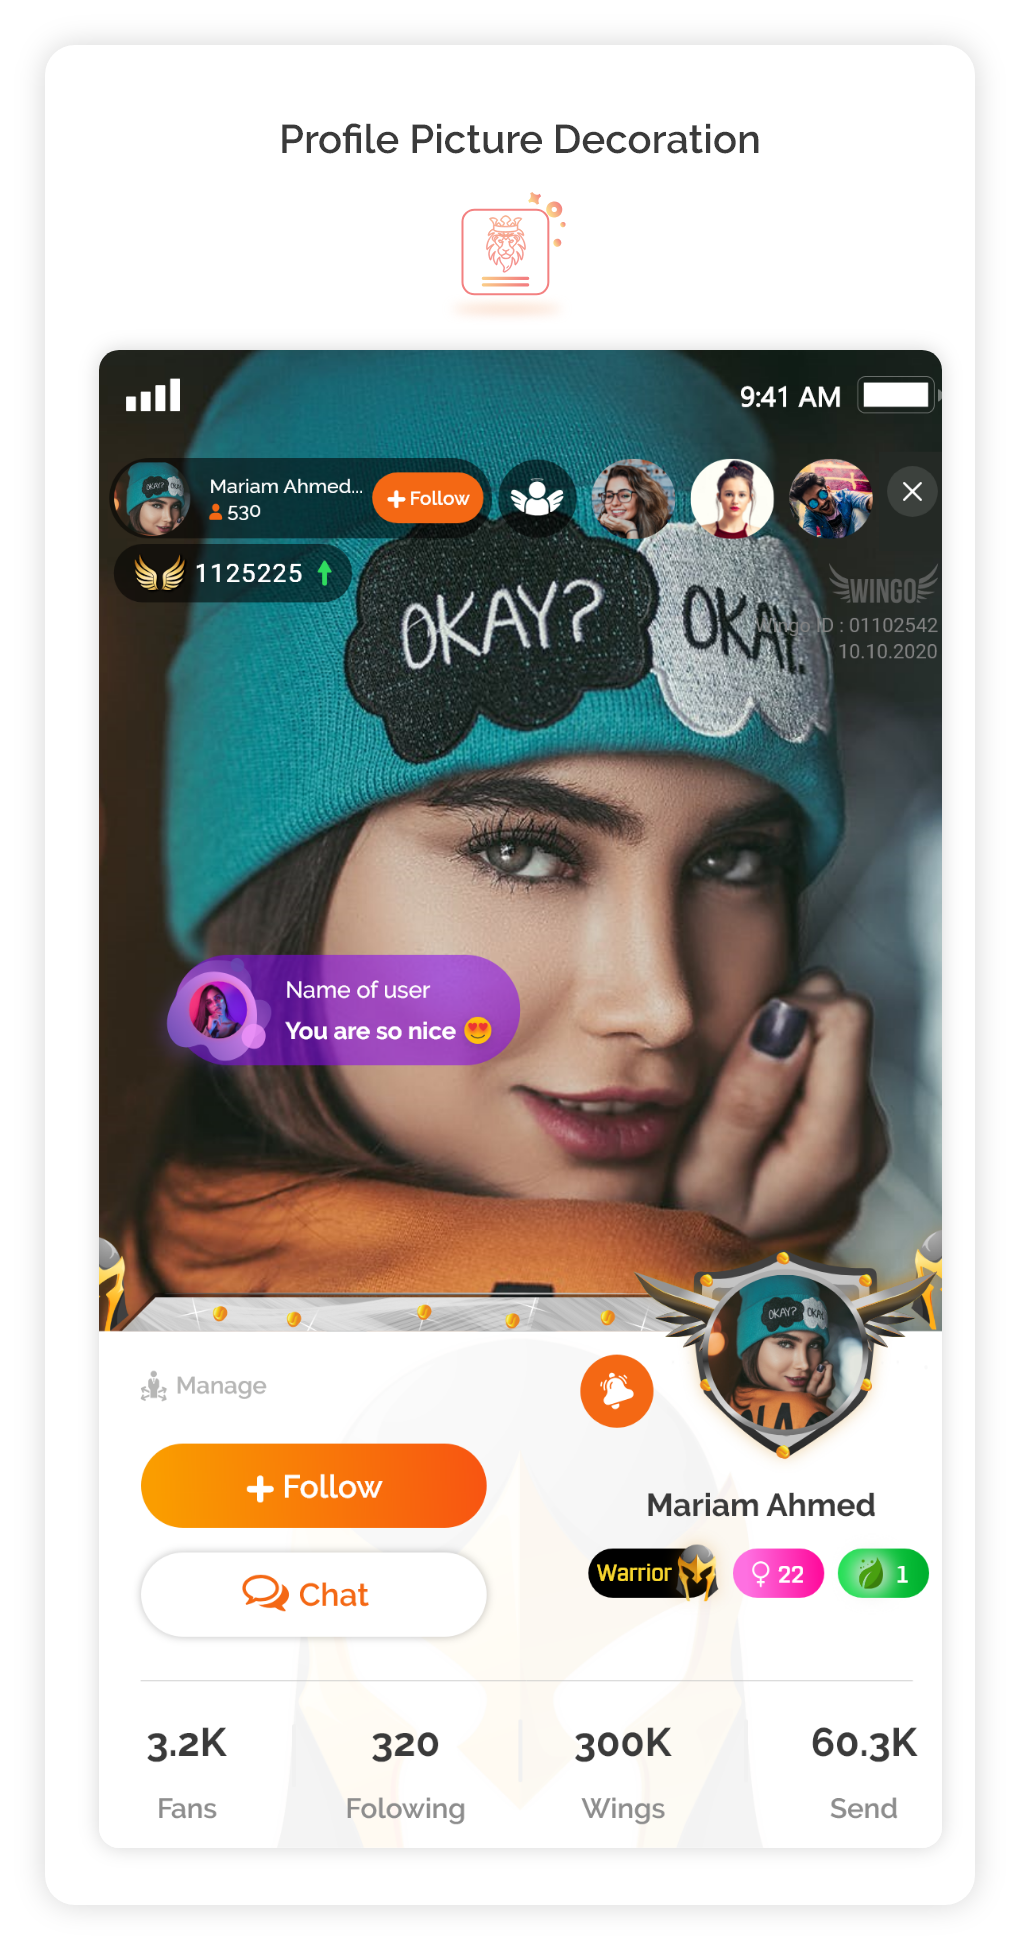 Profile Picture Decoration
9:41 AM
Mariam Ahmed...
530
Follow
1125225
OKAY?
OKAY.
WINGO
Wingo ID : 01102542
10.10.2020
Name of user
You are so nice 😍
OKAY?
OKAY
Manage
Follow
Chat
Mariam Ahmed
Warrior
22
1
3.2K
320
300K
60.3K
Fans
Folowing
Wings
Send